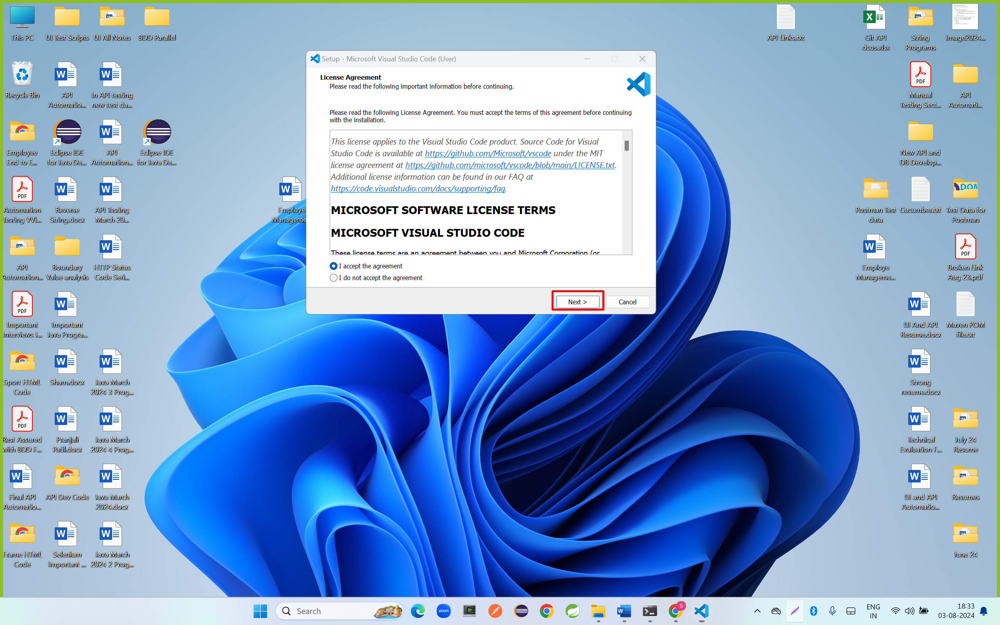 This PC
UI Test Scripts
UI All Notes
BDD Parallel
API Links.txt
Git API
dcos.xlsx
String
Programs
Image2024...
Setup - Microsoft Visual Studio Code (User)
License Agreement
Please read the following important information before continuing.
Please read the following License Agreement. You must accept the terms of this agreement before continuing
with the installation.
This license applies to the Visual Studio Code product. Source Code for Visual
Studio Code is available at https://github.com/Microsoft/vscode under the MIT
license agreement at https://github.com/microsoft/vscode/blob/main/LICENSE.txt.
Additional license information can be found in our FAQ at
https://code.visualstudio.com/docs/supporting/faq.
MICROSOFT SOFTWARE LICENSE TERMS
MICROSOFT VISUAL STUDIO CODE
These license terms are an agreement between you and Microsoft Corporation (or
I accept the agreement
I do not accept the agreement
Next >
Cancel
Recycle Bin
API
Automatio...
In API testing
new test da...
PDF
Manual
Testing Sect...
API
Automati...
Employee
End to E...
Eclipse IDE
for Java De...
API
Automation...
Eclipse IDE
for Java De...
New API and
DB Develop...
PDF
Automation
Testing VVI...
Reverse
String.docx
API Testing
March 20...
Employe
Manageme
Postman Test
data
Cucumber.txt
DOM
Test Data for
Postman
API
Automation...
Boundary
Value analysis
HTTP Status
Code Seri...
Employe
Manageme...
PDF
Broken Link
Aug 23.pdf
PDF
Important
Interviews J...
Important
Java Progra...
UI And API
Resume.docx
Maven POM
file.txt
Sport HTML
Code
Sham.docx
Java March
2024 3 Prog...
Strong
resume.docx
PDF
Rest Assured
with BDD F...
Pranjali
Patil.docx
Java March
2024 4 Prog...
Technical
Evaluation F...
July 24
Resume
Final API
Automatio...
API Dev Code
Java March
2024.docx
UI and API
Automatio...
Resumes
Frame HTML
Code
Selenium
Important ...
Java March
2024 2 Prog...
June 24
Search
zoom
S
ENG
IN
18:33
03-08-2024